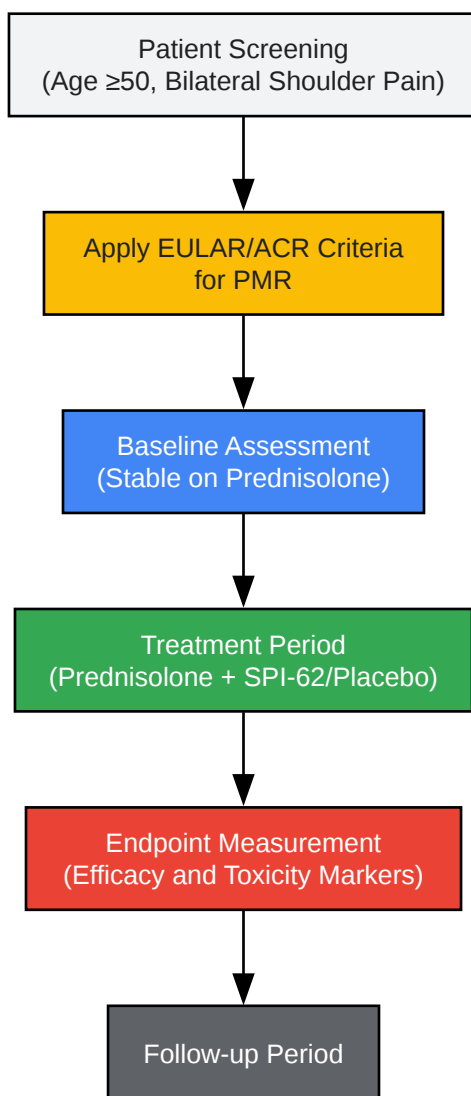 Patient Screening
(Age ≥50, Bilateral Shoulder Pain)
Apply EULAR/ACR Criteria
for PMR
Baseline Assessment
(Stable on Prednisolone)
Treatment Period
(Prednisolone + SPI-62/Placebo)
Endpoint Measurement
(Efficacy and Toxicity Markers)
Follow-up Period